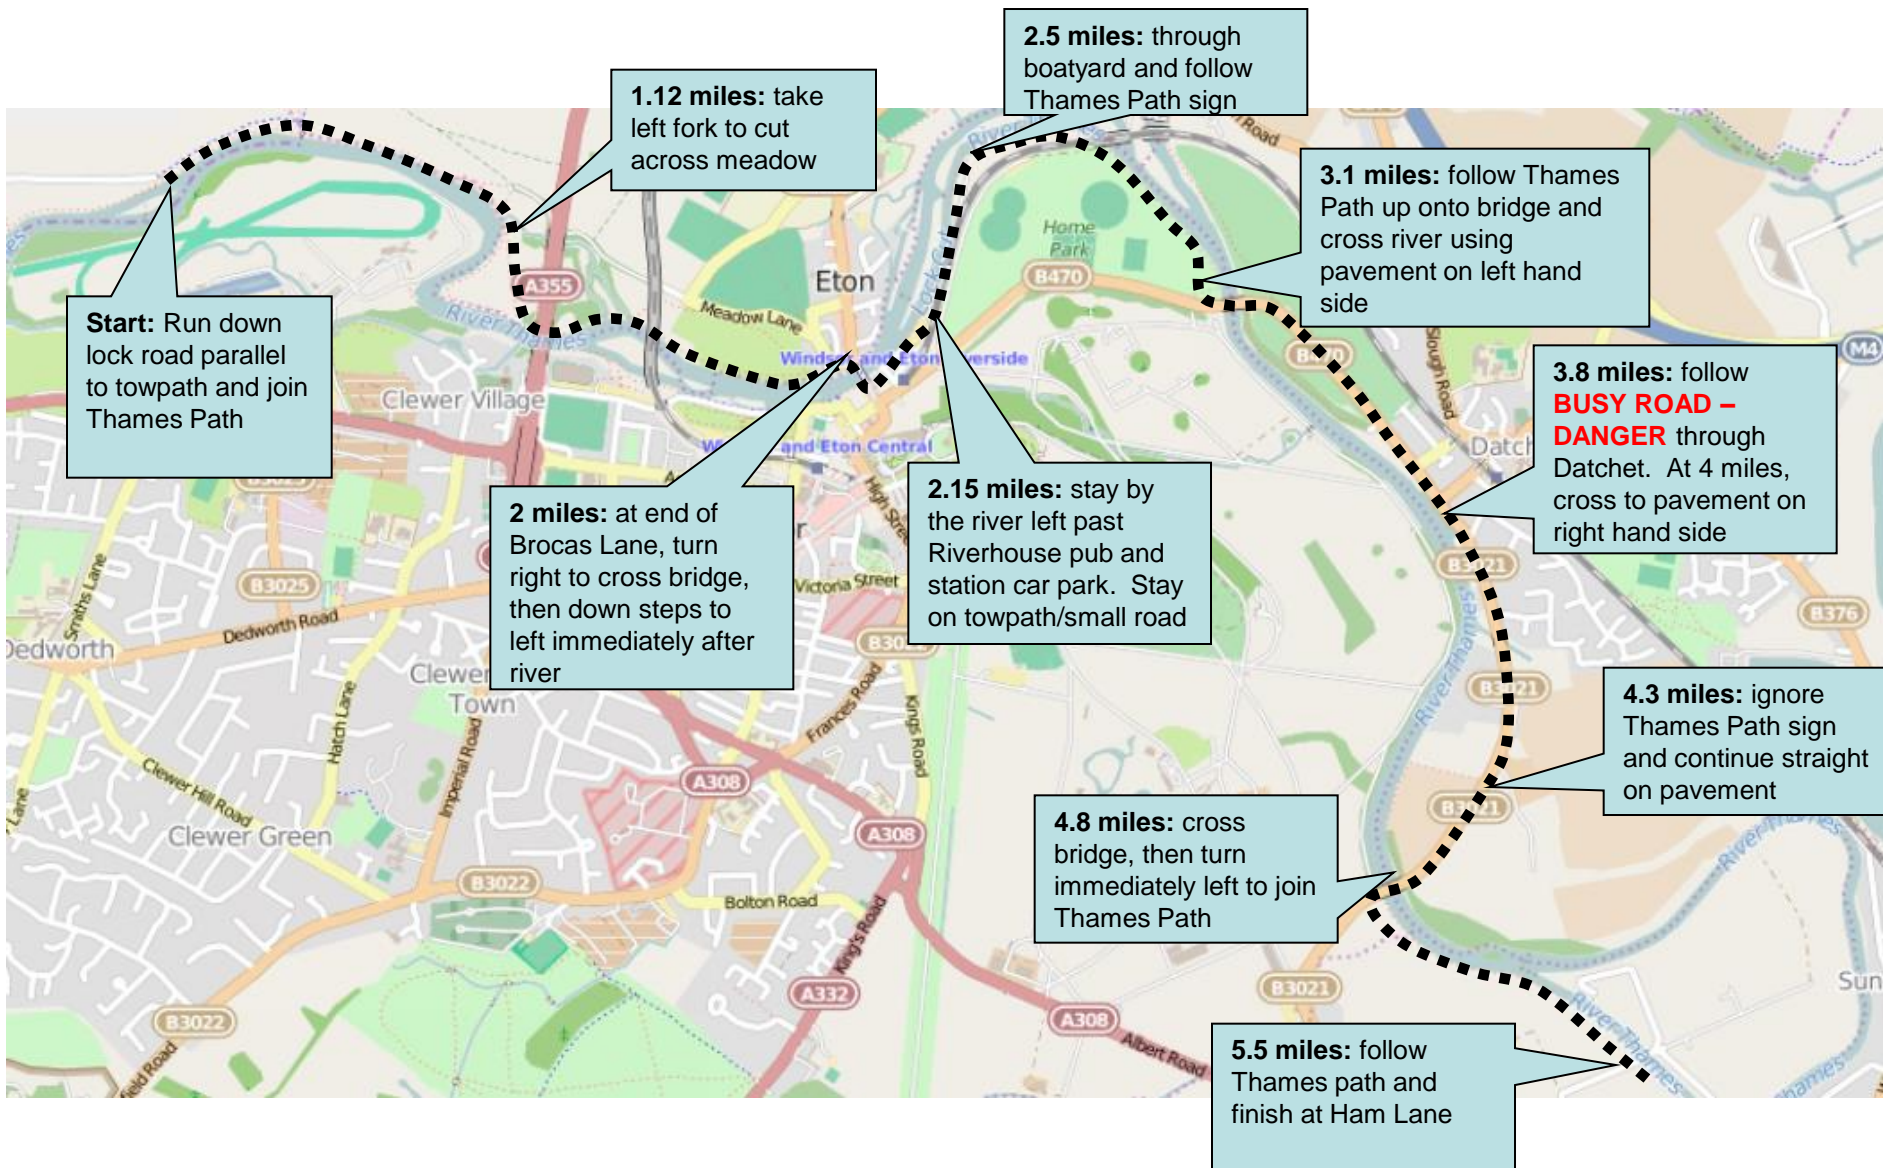 2.5 miles: through
boatyard and follow
Thames Path sign
1.12 miles: take
left fork to cut
across meadow
3.1 miles: follow Thames
Path up onto bridge and
cross river using
pavement on left hand
side
Start: Run down
lock road parallel
to towpath and join
Thames Path
3.8 miles: follow
BUSY ROAD –
DANGER through
Datchet. At 4 miles,
cross to pavement on
right hand side
2 miles: at end of
Brocas Lane, turn
right to cross bridge,
then down steps to
left immediately after
river
2.15 miles: stay by
the river left past
Riverhouse pub and
station car park. Stay
on towpath/small road
4.3 miles: ignore
Thames Path sign
and continue straight
on pavement
4.8 miles: cross
bridge, then turn
immediately left to join
Thames Path
5.5 miles: follow
Thames path and
finish at Ham Lane
River Thames
Road
Home
Park
Eton
B470
A355
Meadow Lane
River Thames
Windsor and Eton Riverside
B470
Slough Road
M4
Clewer Village
and Eton Central
High Street
B3025
Smiths Lane
Dedworth Road
Dedworth
Hatch Lane
Clewer
Town
Victoria Street
Frances Road
Kings Road
B3021
River Thames
B376
B3021
B3021
Imperial Road
A308
A308
Clewer Hill Road
Clewer Green
Lane
B3022
Bolton Road
King's Road
A332
B3022
A308
Albert Road
B3021
River Thames
River Thames
Sun
Thames